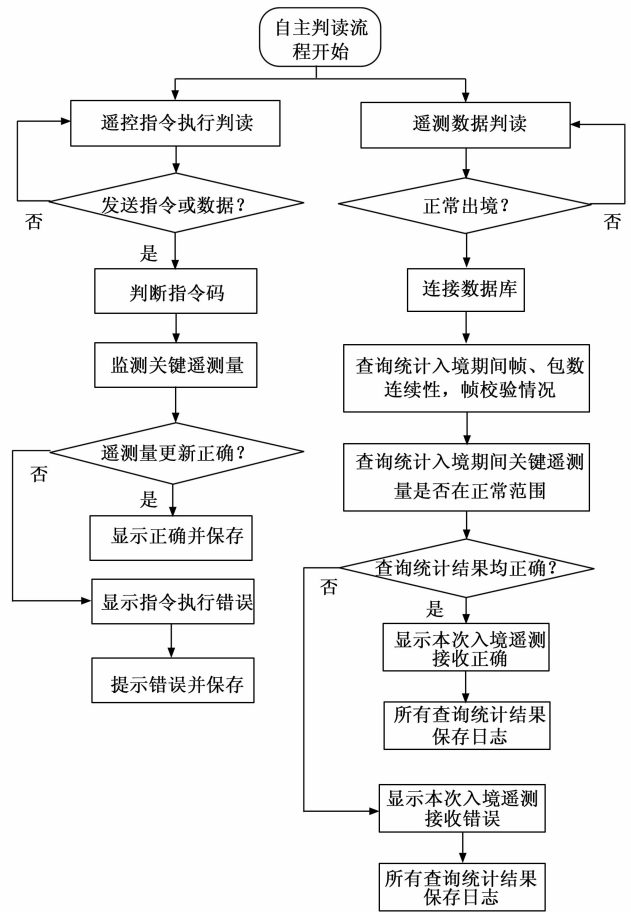 自主判读流
程开始
遥控指令执行判读
发送指令或数据？
否
是
判断指令码
监测关键遥测量
遥测量更新正确？
否
是
显示正确并保存
显示指令执行错误
提示错误并保存
遥测数据判读
正常出境？
否
连接数据库
查询统计入境期间帧、包数
连续性，帧校验情况
查询统计入境期间关键遥测
量是否在正常范围
查询统计结果均正确？
否
是
显示本次入境遥测
接收正确
所有查询统计结果
保存日志
显示本次入境遥测
接收错误
所有查询统计结果
保存日志